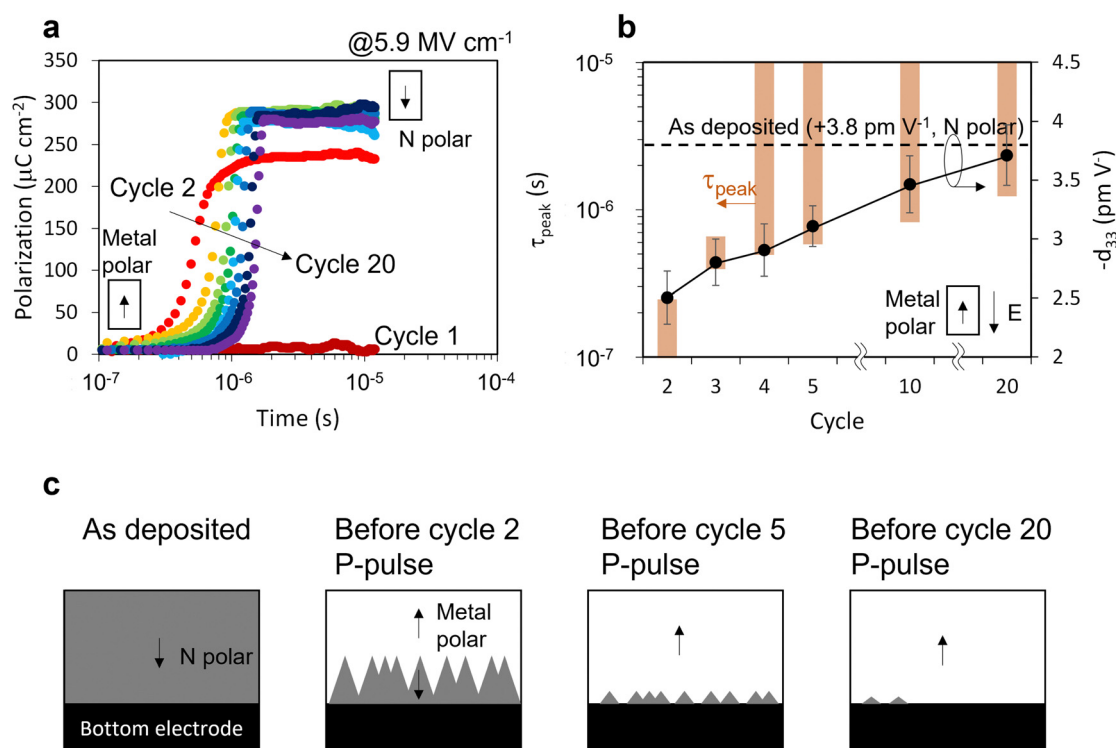 a
@5.9 MV cm⁻¹
350
300
250
200
150
100
50
0
Polarization (µC cm⁻²)
N polar
Cycle 2
Metal
polar
Cycle 20
Cycle 1
10⁻⁷
10⁻⁶
10⁻⁵
10⁻⁴
Time (s)
b
10⁻⁵
10⁻⁶
10⁻⁷
τpeak (s)
As deposited (+3.8 pm V⁻¹, N polar)
τpeak
Metal
polar
E
4.5
4
3.5
3
2.5
2
-d₃₃ (pm V⁻)
2
3
4
5
10
20
Cycle
c
As deposited
N polar
Bottom electrode
Before cycle 2
P-pulse
Metal
polar
Before cycle 5
P-pulse
Before cycle 20
P-pulse